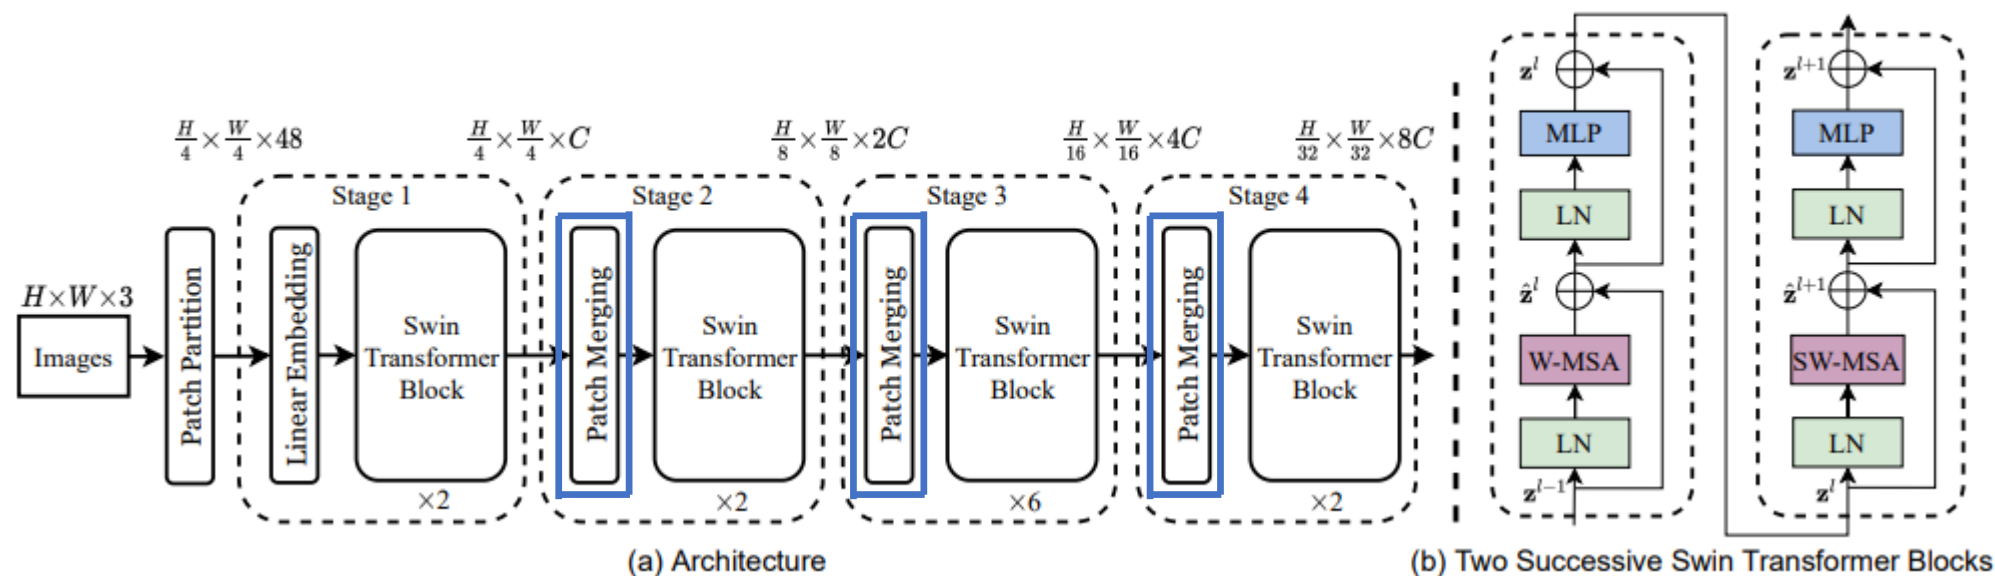 H/4 × W/4 × 48
H/4 × W/4 × C
H/8 × W/8 × 2C
H/16 × W/16 × 4C
H/32 × W/32 × 8C
H×W×3
Images
Patch Partition
Stage 1
Linear Embedding
Swin
Transformer
Block
×2
Stage 2
Patch Merging
Swin
Transformer
Block
×2
Stage 3
Patch Merging
Swin
Transformer
Block
×6
Stage 4
Patch Merging
Swin
Transformer
Block
×2
(a) Architecture
z^l
MLP
LN
ẑ^l
W-MSA
LN
z^{l-1}
z^{l+1}
MLP
LN
ẑ^{l+1}
SW-MSA
LN
z^l
(b) Two Successive Swin Transformer Blocks